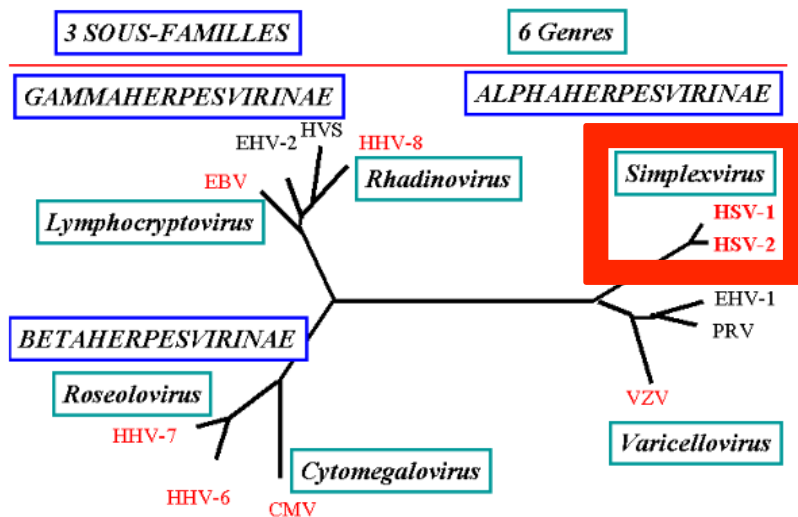 3 SOUS-FAMILLES
6 Genres
GAMMAHERPESVIRINAE
ALPHAHERPESVIRINAE
HVS
EHV-2
HHV-8
EBV
Rhadinovirus
Simplexvirus
Lymphocryptovirus
HSV-1
HSV-2
EHV-1
PRV
BETAHERPESVIRINAE
Roseolovirus
VZV
HHV-7
Varicellovirus
Cytomegalovirus
HHV-6
CMV